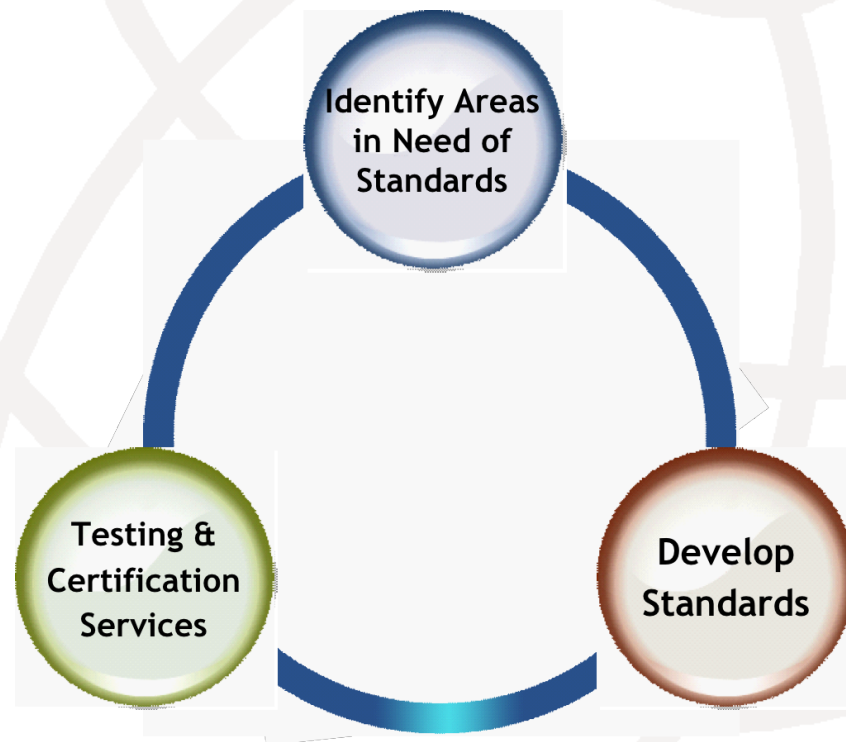 Identify Areas
in Need of
Standards
Testing &
Certification
Services
Develop
Standards